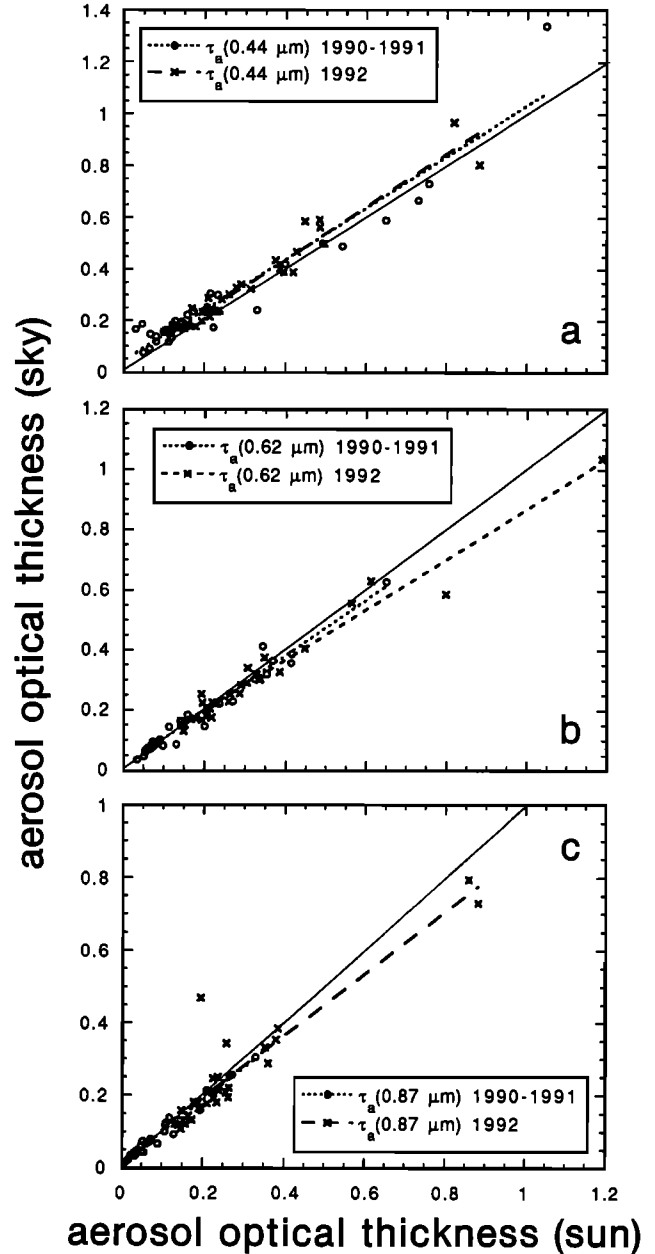 aerosol optical thickness (sky)
1.4
1.2
1
0.8
0.6
0.4
0.2
0
τa(0.44 μm) 1990-1991
τa(0.44 μm) 1992
a
1.2
1
0.8
0.6
0.4
0.2
0
τa(0.62 μm) 1990-1991
τa(0.62 μm) 1992
b
1
0.8
0.6
0.4
0.2
0
c
τa(0.87 μm) 1990-1991
τa(0.87 μm) 1992
0 0.2 0.4 0.6 0.8 1 1.2
aerosol optical thickness (sun)